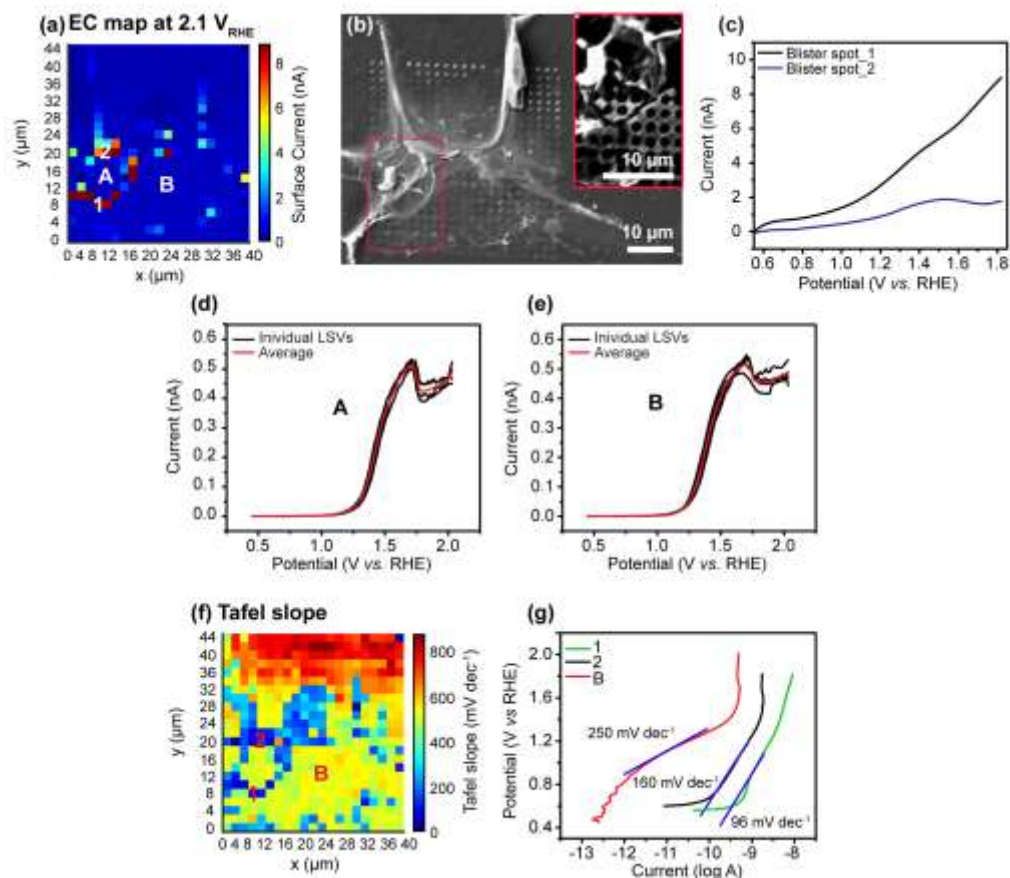 (a) EC map at 2.1 V_RHE
44
40
36
32
28
24
20
16
12
8
4
0
y (µm)
0 4 8 12 16 20 24 28 32 36 40
x (µm)
2
A
B
1
8
6
4
2
0
Surface Current (nA)
(b)
10 µm
10 µm
(c)
Blister spot_1
Blister spot_2
10
8
6
4
2
0
Current (nA)
0.6 0.8 1.0 1.2 1.4 1.6 1.8
Potential (V vs. RHE)
(d)
Inividual LSVs
Average
A
0.6
0.5
0.4
0.3
0.2
0.1
0.0
Current (nA)
0.5 1.0 1.5 2.0
Potential (V vs. RHE)
(e)
Inividual LSVs
Average
B
0.6
0.5
0.4
0.3
0.2
0.1
0.0
Current (nA)
0.5 1.0 1.5 2.0
Potential (V vs. RHE)
(f) Tafel slope
44
40
36
32
28
24
20
16
12
8
4
0
y (µm)
0 4 8 12 16 20 24 28 32 36 40
x (µm)
2
B
1
800
600
400
200
0
Tafel slope (mV dec⁻¹)
(g)
1
2
B
2.0
1.6
1.2
0.8
0.4
Potential (V vs RHE)
250 mV dec⁻¹
160 mV dec⁻¹
96 mV dec⁻¹
-13 -12 -11 -10 -9 -8
Current (log A)